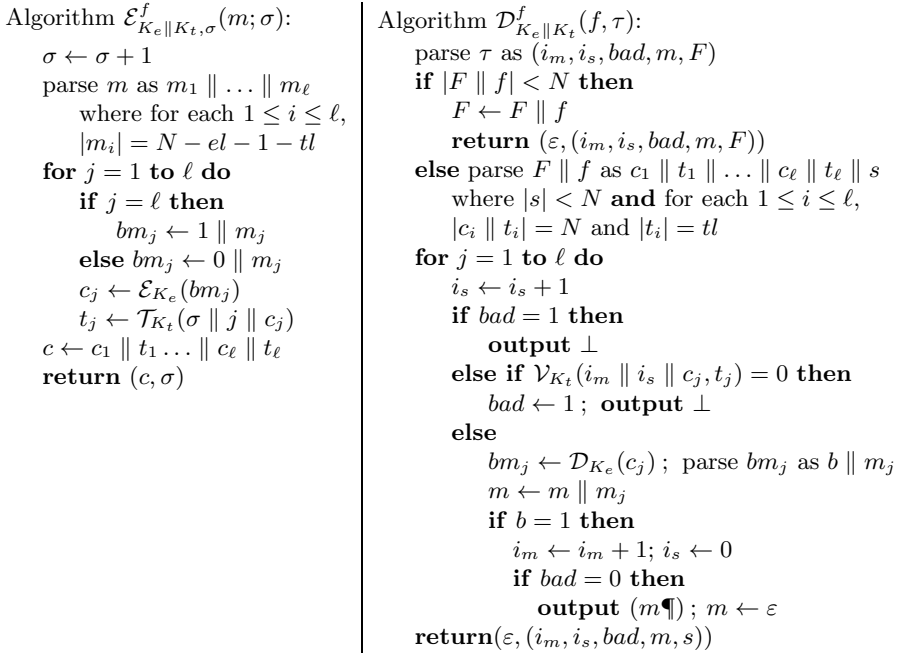 Algorithm 𝓔^f_{K_e‖K_t,σ}(m; σ):
σ ← σ + 1
parse m as m_1 ‖ … ‖ m_ℓ
where for each 1 ≤ i ≤ ℓ,
|m_i| = N − el − 1 − tl
for j = 1 to ℓ do
if j = ℓ then
bm_j ← 1 ‖ m_j
else bm_j ← 0 ‖ m_j
c_j ← 𝓔_{K_e}(bm_j)
t_j ← 𝓣_{K_t}(σ ‖ j ‖ c_j)
c ← c_1 ‖ t_1 … ‖ c_ℓ ‖ t_ℓ
return (c, σ)
Algorithm 𝓓^f_{K_e‖K_t}(f, τ):
parse τ as (i_m, i_s, bad, m, F)
if |F ‖ f| < N then
F ← F ‖ f
return (ε, (i_m, i_s, bad, m, F))
else parse F ‖ f as c_1 ‖ t_1 ‖ … ‖ c_ℓ ‖ t_ℓ ‖ s
where |s| < N and for each 1 ≤ i ≤ ℓ,
|c_i ‖ t_i| = N and |t_i| = tl
for j = 1 to ℓ do
i_s ← i_s + 1
if bad = 1 then
output ⊥
else if 𝓥_{K_t}(i_m ‖ i_s ‖ c_j, t_j) = 0 then
bad ← 1 ; output ⊥
else
bm_j ← 𝓓_{K_e}(c_j) ; parse bm_j as b ‖ m_j
m ← m ‖ m_j
if b = 1 then
i_m ← i_m + 1; i_s ← 0
if bad = 0 then
output (m¶) ; m ← ε
return(ε, (i_m, i_s, bad, m, s))